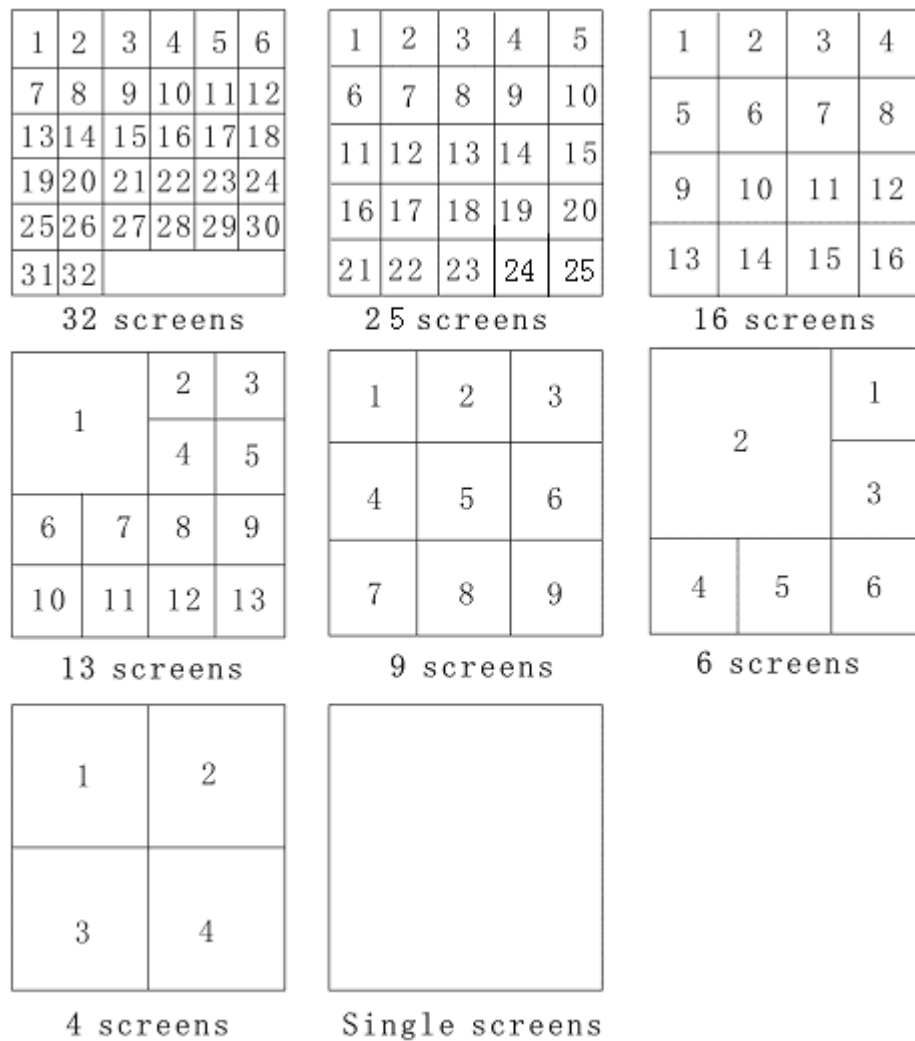 1 2 3 4 5 6
7 8 9 10 11 12
13 14 15 16 17 18
19 20 21 22 23 24
25 26 27 28 29 30
31 32
32 screens
1 2 3 4 5
6 7 8 9 10
11 12 13 14 15
16 17 18 19 20
21 22 23 24 25
25 screens
1 2 3 4
5 6 7 8
9 10 11 12
13 14 15 16
16 screens
1 2 3
4 5
6 7 8 9
10 11 12 13
13 screens
1 2 3
4 5 6
7 8 9
9 screens
1
2
3
4 5 6
6 screens
1 2
3 4
4 screens
Single screens